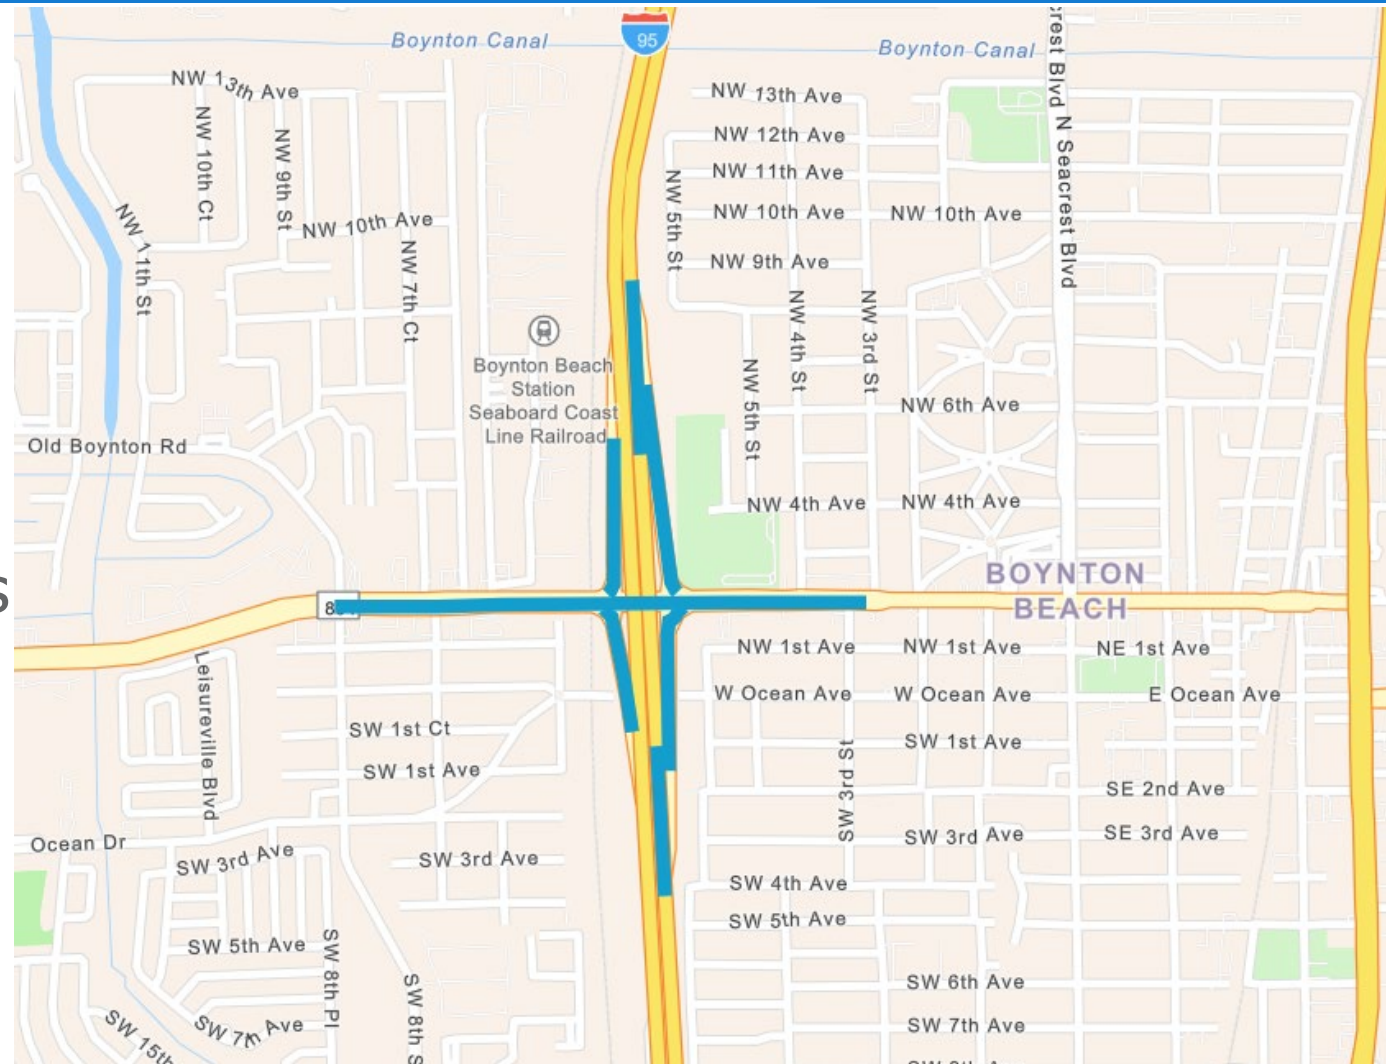 Boynton Canal
95
Boynton Canal
crest Blvd
N Seacrest Blvd
NW 13th Ave
NW 13th Ave
NW 12th Ave
NW 11th Ave
NW 10th Ct
NW 9th St
NW 5th St
NW 10th Ave
NW 10th Ave
NW 10th Ave
NW 11th St
NW 7th Ct
NW 9th Ave
NW 4th St
NW 3rd St
Boynton Beach
Station
Seaboard Coast
Line Railroad
NW 5th St
NW 6th Ave
Old Boynton Rd
NW 4th Ave
NW 4th Ave
S
BOYNTON
BEACH
NW 1st Ave
NW 1st Ave
NE 1st Ave
Leisureville Blvd
W Ocean Ave
W Ocean Ave
E Ocean Ave
SW 1st Ct
SW 1st Ave
SW 3rd St
SW 1st Ave
SE 2nd Ave
Ocean Dr
SW 3rd Ave
SW 3rd Ave
SW 3rd Ave
SE 3rd Ave
SW 4th Ave
SW 5th Ave
SW 5th Ave
SW 8th Pl
SW 8th S
SW 6th Ave
SW 15th
SW 7th Ave
SW 7th Ave